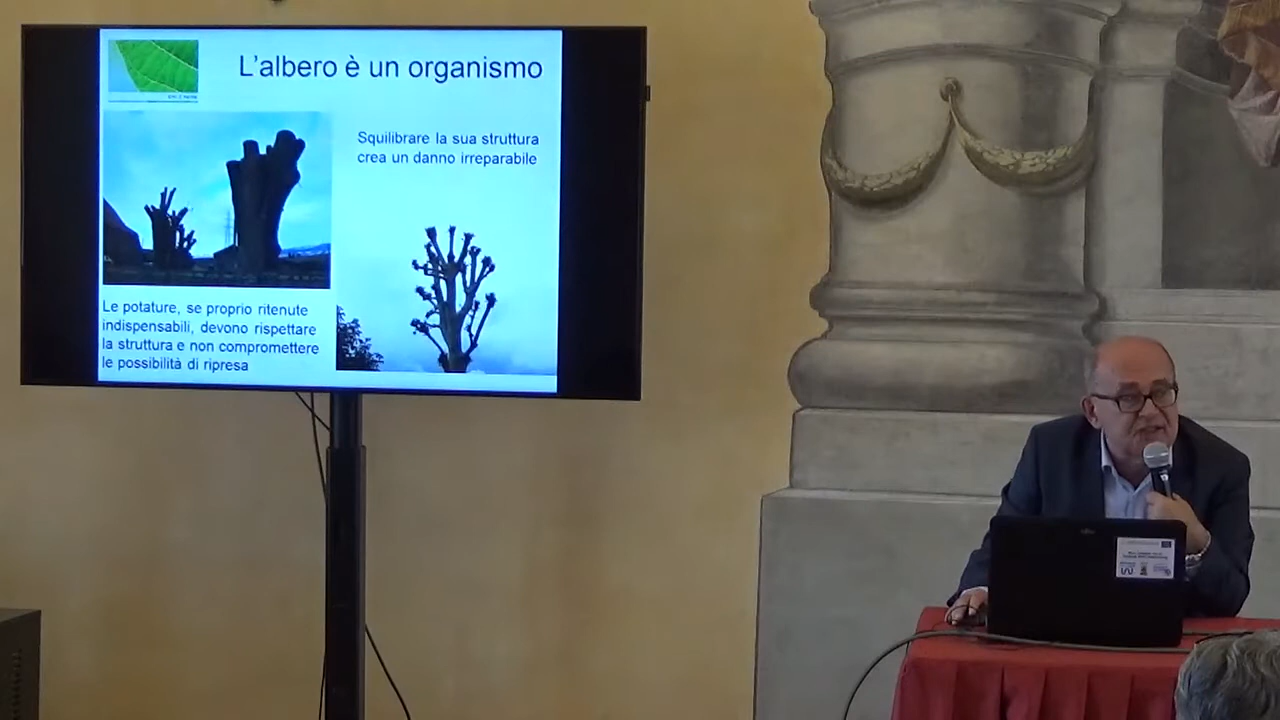 L'albero è un organismo
Squilibrare la sua struttura
crea un danno irreparabile
Le potature, se proprio ritenute
indispensabili, devono rispettare
la struttura e non compromettere
le possibilità di ripresa